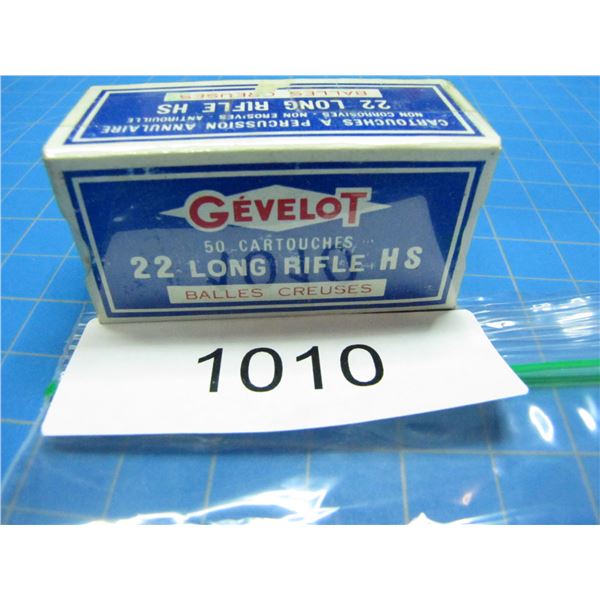 BALLES CREUSES
22 LONG RIFLE HS
NON CORROSIVES - NON EROSIVES - ANTIROUILLE
CARTOUCHES A PERCUSSION ANNULAIRE
GÉVELOT
50 CARTOUCHES
22 LONG RIFLE HS
BALLES CREUSES
1010